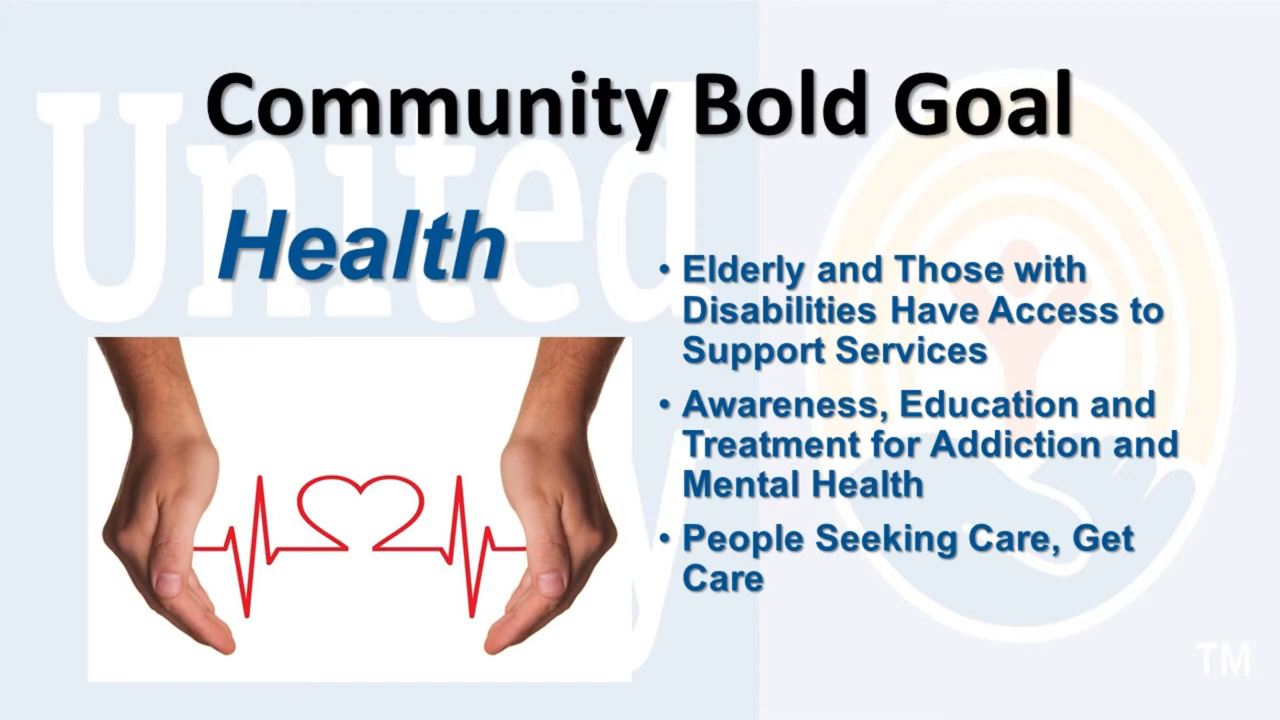 Community Bold Goal
Health
• Elderly and Those with
Disabilities Have Access to
Support Services
• Awareness, Education and
Treatment for Addiction and
Mental Health
• People Seeking Care, Get
Care
United
TM